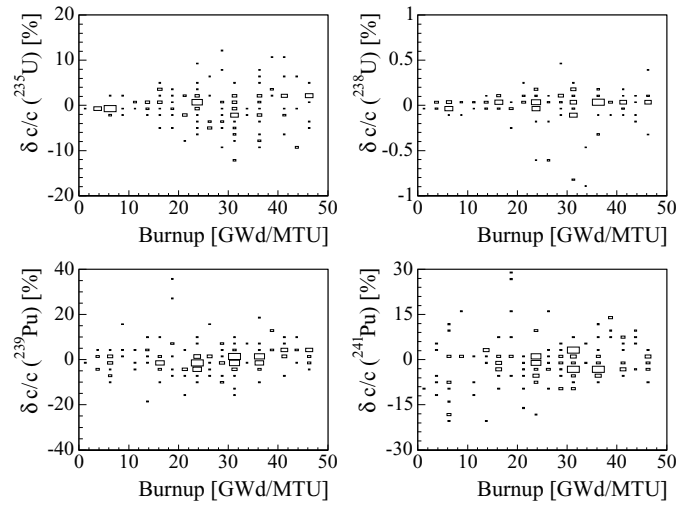 δ c/c (²³⁵U) [%]
20
10
0
-10
-20
0 10 20 30 40 50
Burnup [GWd/MTU]
δ c/c (²³⁸U) [%]
1
0.5
0
-0.5
-1
0 10 20 30 40 50
Burnup [GWd/MTU]
δ c/c (²³⁹Pu) [%]
40
20
0
-20
-40
0 10 20 30 40 50
Burnup [GWd/MTU]
δ c/c (²⁴¹Pu) [%]
30
15
0
-15
-30
0 10 20 30 40 50
Burnup [GWd/MTU]